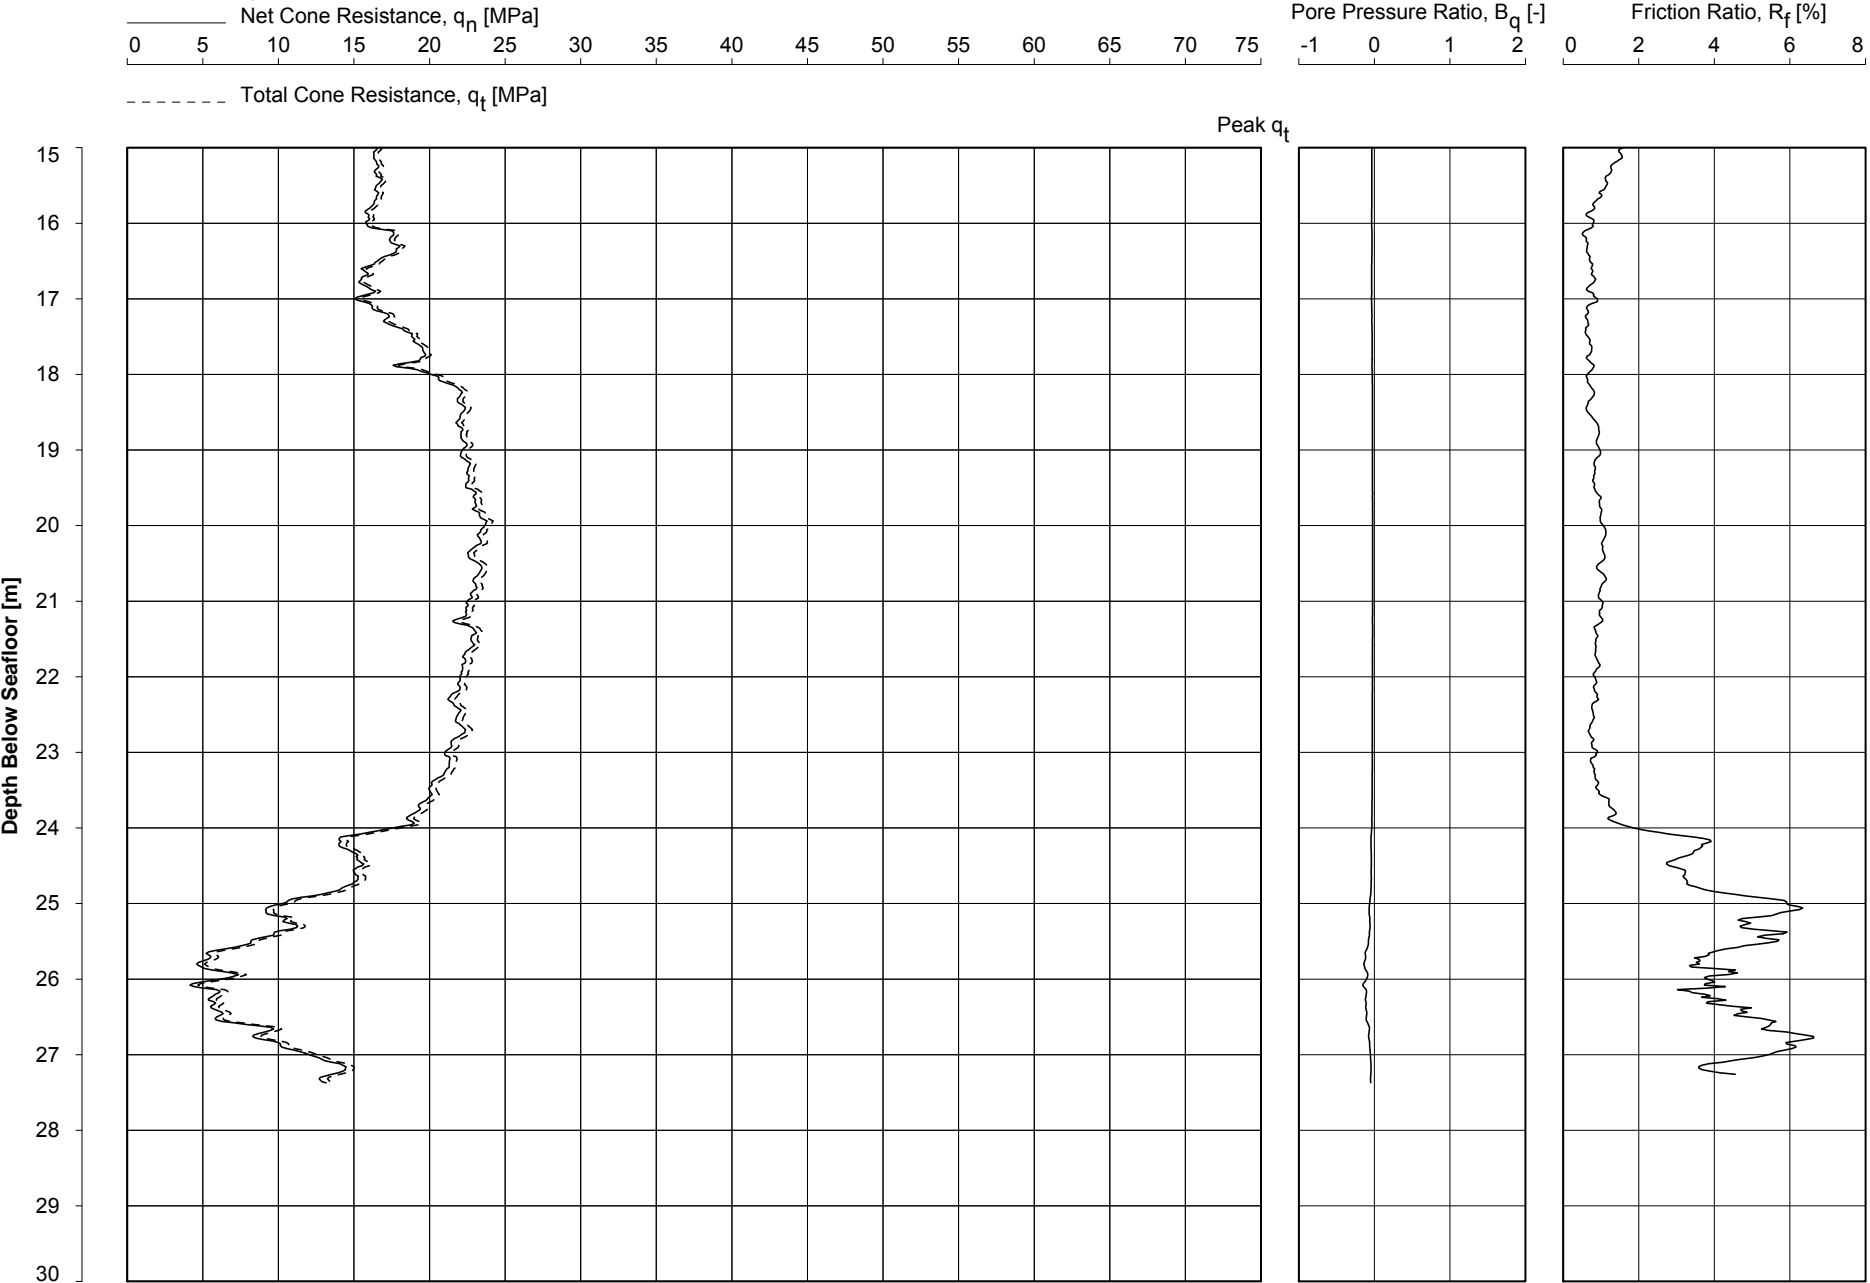 Net Cone Resistance, qn [MPa]
Pore Pressure Ratio, Bq [-]
Friction Ratio, Rf [%]
0 5 10 15 20 25 30 35 40 45 50 55 60 65 70 75
-1 0 1 2
0 2 4 6 8
Total Cone Resistance, qt [MPa]
Peak qt
Depth Below Seafloor [m]
15
16
17
18
19
20
21
22
23
24
25
26
27
28
29
30